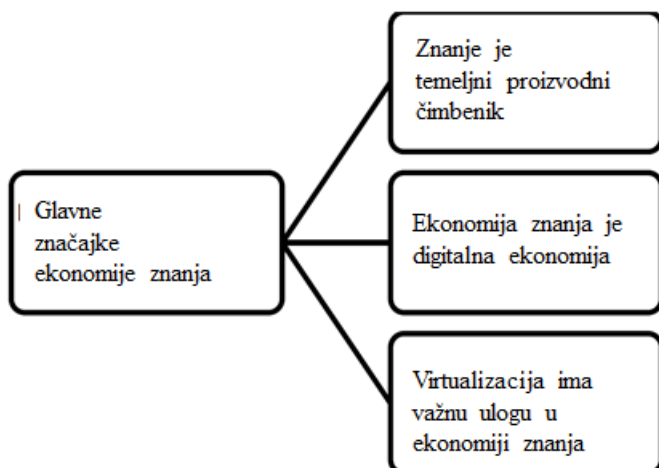 Glavne
značajke
ekonomije znanja
Znanje je
temeljni proizvodni
čimbenik
Ekonomija znanja je
digitalna ekonomija
Virtualizacija ima
važnu ulogu u
ekonomiji znanja